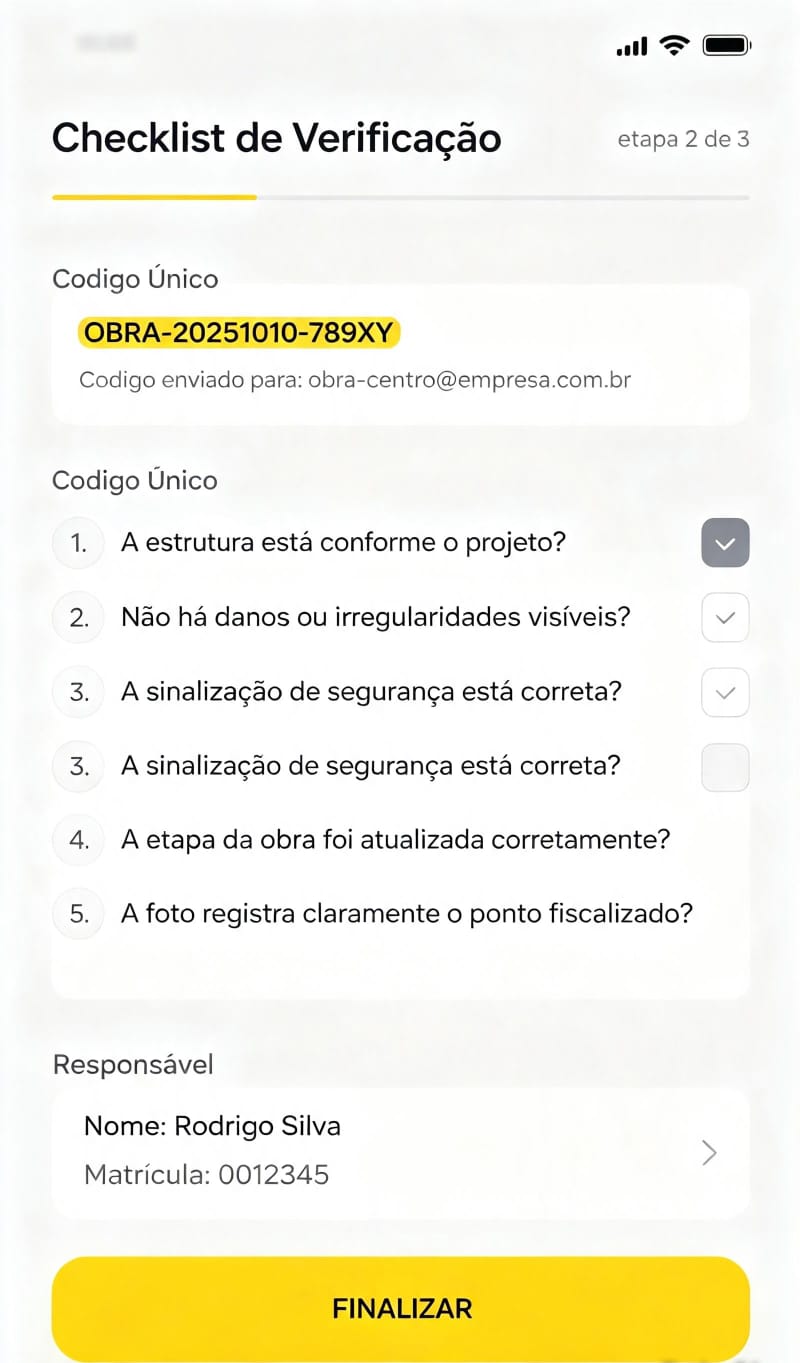 Checklist de Verificação
etapa 2 de 3
Codigo Único
OBRA-20251010-789XY
Codigo enviado para: obra-centro@empresa.com.br
Codigo Único
1. A estrutura está conforme o projeto?
2. Não há danos ou irregularidades visíveis?
3. A sinalização de segurança está correta?
3. A sinalização de segurança está correta?
4. A etapa da obra foi atualizada corretamente?
5. A foto registra claramente o ponto fiscalizado?
Responsável
Nome: Rodrigo Silva
Matrícula: 0012345
FINALIZAR